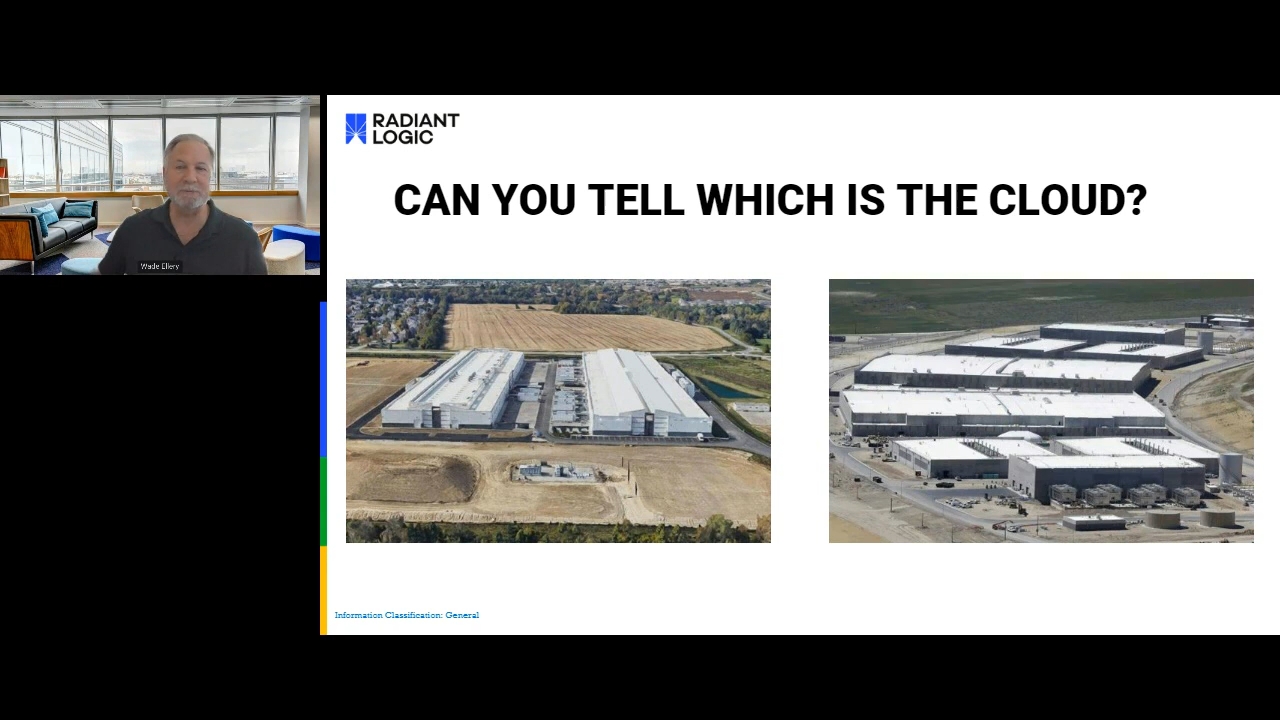 RADIANT
LOGIC
CAN YOU TELL WHICH IS THE CLOUD?
Wade Ellery
Information Classification: General